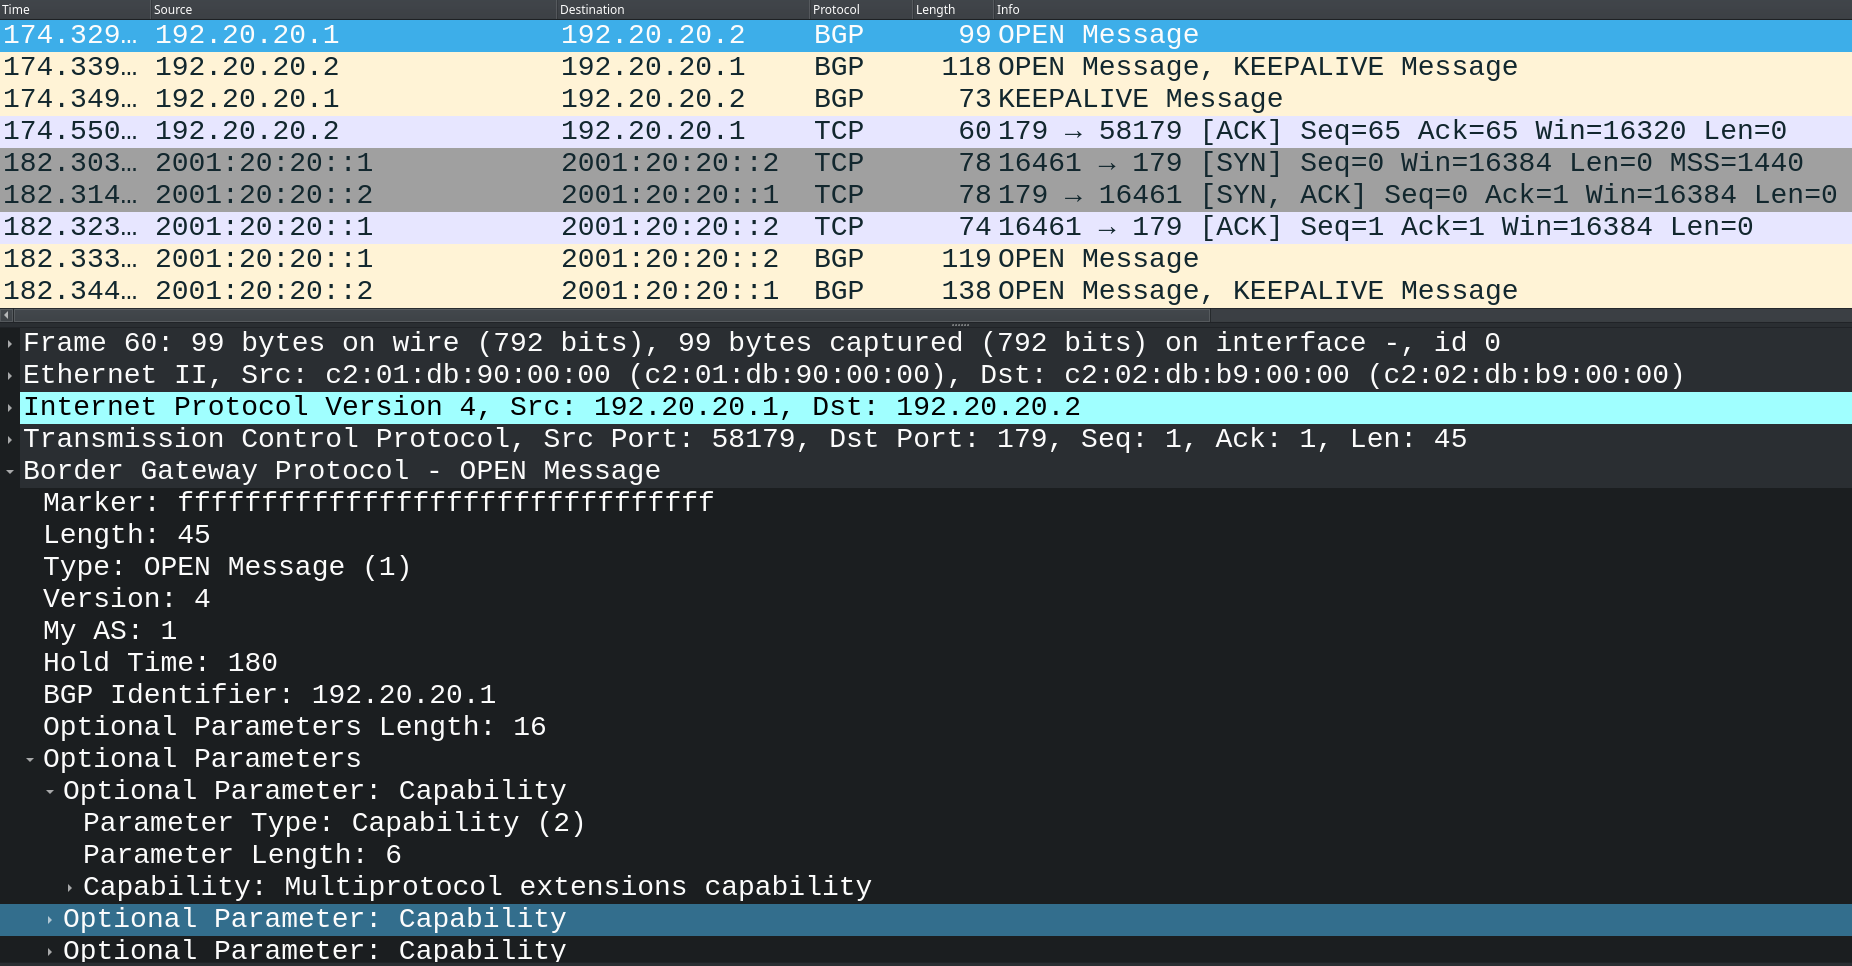 Time Source Destination Protocol Length Info
174.329… 192.20.20.1 192.20.20.2 BGP 99 OPEN Message
174.339… 192.20.20.2 192.20.20.1 BGP 118 OPEN Message, KEEPALIVE Message
174.349… 192.20.20.1 192.20.20.2 BGP 73 KEEPALIVE Message
174.550… 192.20.20.2 192.20.20.1 TCP 60 179 → 58179 [ACK] Seq=65 Ack=65 Win=16320 Len=0
182.303… 2001:20:20::1 2001:20:20::2 TCP 78 16461 → 179 [SYN] Seq=0 Win=16384 Len=0 MSS=1440
182.314… 2001:20:20::2 2001:20:20::1 TCP 78 179 → 16461 [SYN, ACK] Seq=0 Ack=1 Win=16384 Len=0
182.323… 2001:20:20::1 2001:20:20::2 TCP 74 16461 → 179 [ACK] Seq=1 Ack=1 Win=16384 Len=0
182.333… 2001:20:20::1 2001:20:20::2 BGP 119 OPEN Message
182.344… 2001:20:20::2 2001:20:20::1 BGP 138 OPEN Message, KEEPALIVE Message
Frame 60: 99 bytes on wire (792 bits), 99 bytes captured (792 bits) on interface -, id 0
Ethernet II, Src: c2:01:db:90:00:00 (c2:01:db:90:00:00), Dst: c2:02:db:b9:00:00 (c2:02:db:b9:00:00)
Internet Protocol Version 4, Src: 192.20.20.1, Dst: 192.20.20.2
Transmission Control Protocol, Src Port: 58179, Dst Port: 179, Seq: 1, Ack: 1, Len: 45
Border Gateway Protocol - OPEN Message
Marker: ffffffffffffffffffffffffffffffff
Length: 45
Type: OPEN Message (1)
Version: 4
My AS: 1
Hold Time: 180
BGP Identifier: 192.20.20.1
Optional Parameters Length: 16
Optional Parameters
Optional Parameter: Capability
Parameter Type: Capability (2)
Parameter Length: 6
Capability: Multiprotocol extensions capability
Optional Parameter: Capability
Optional Parameter: Capability